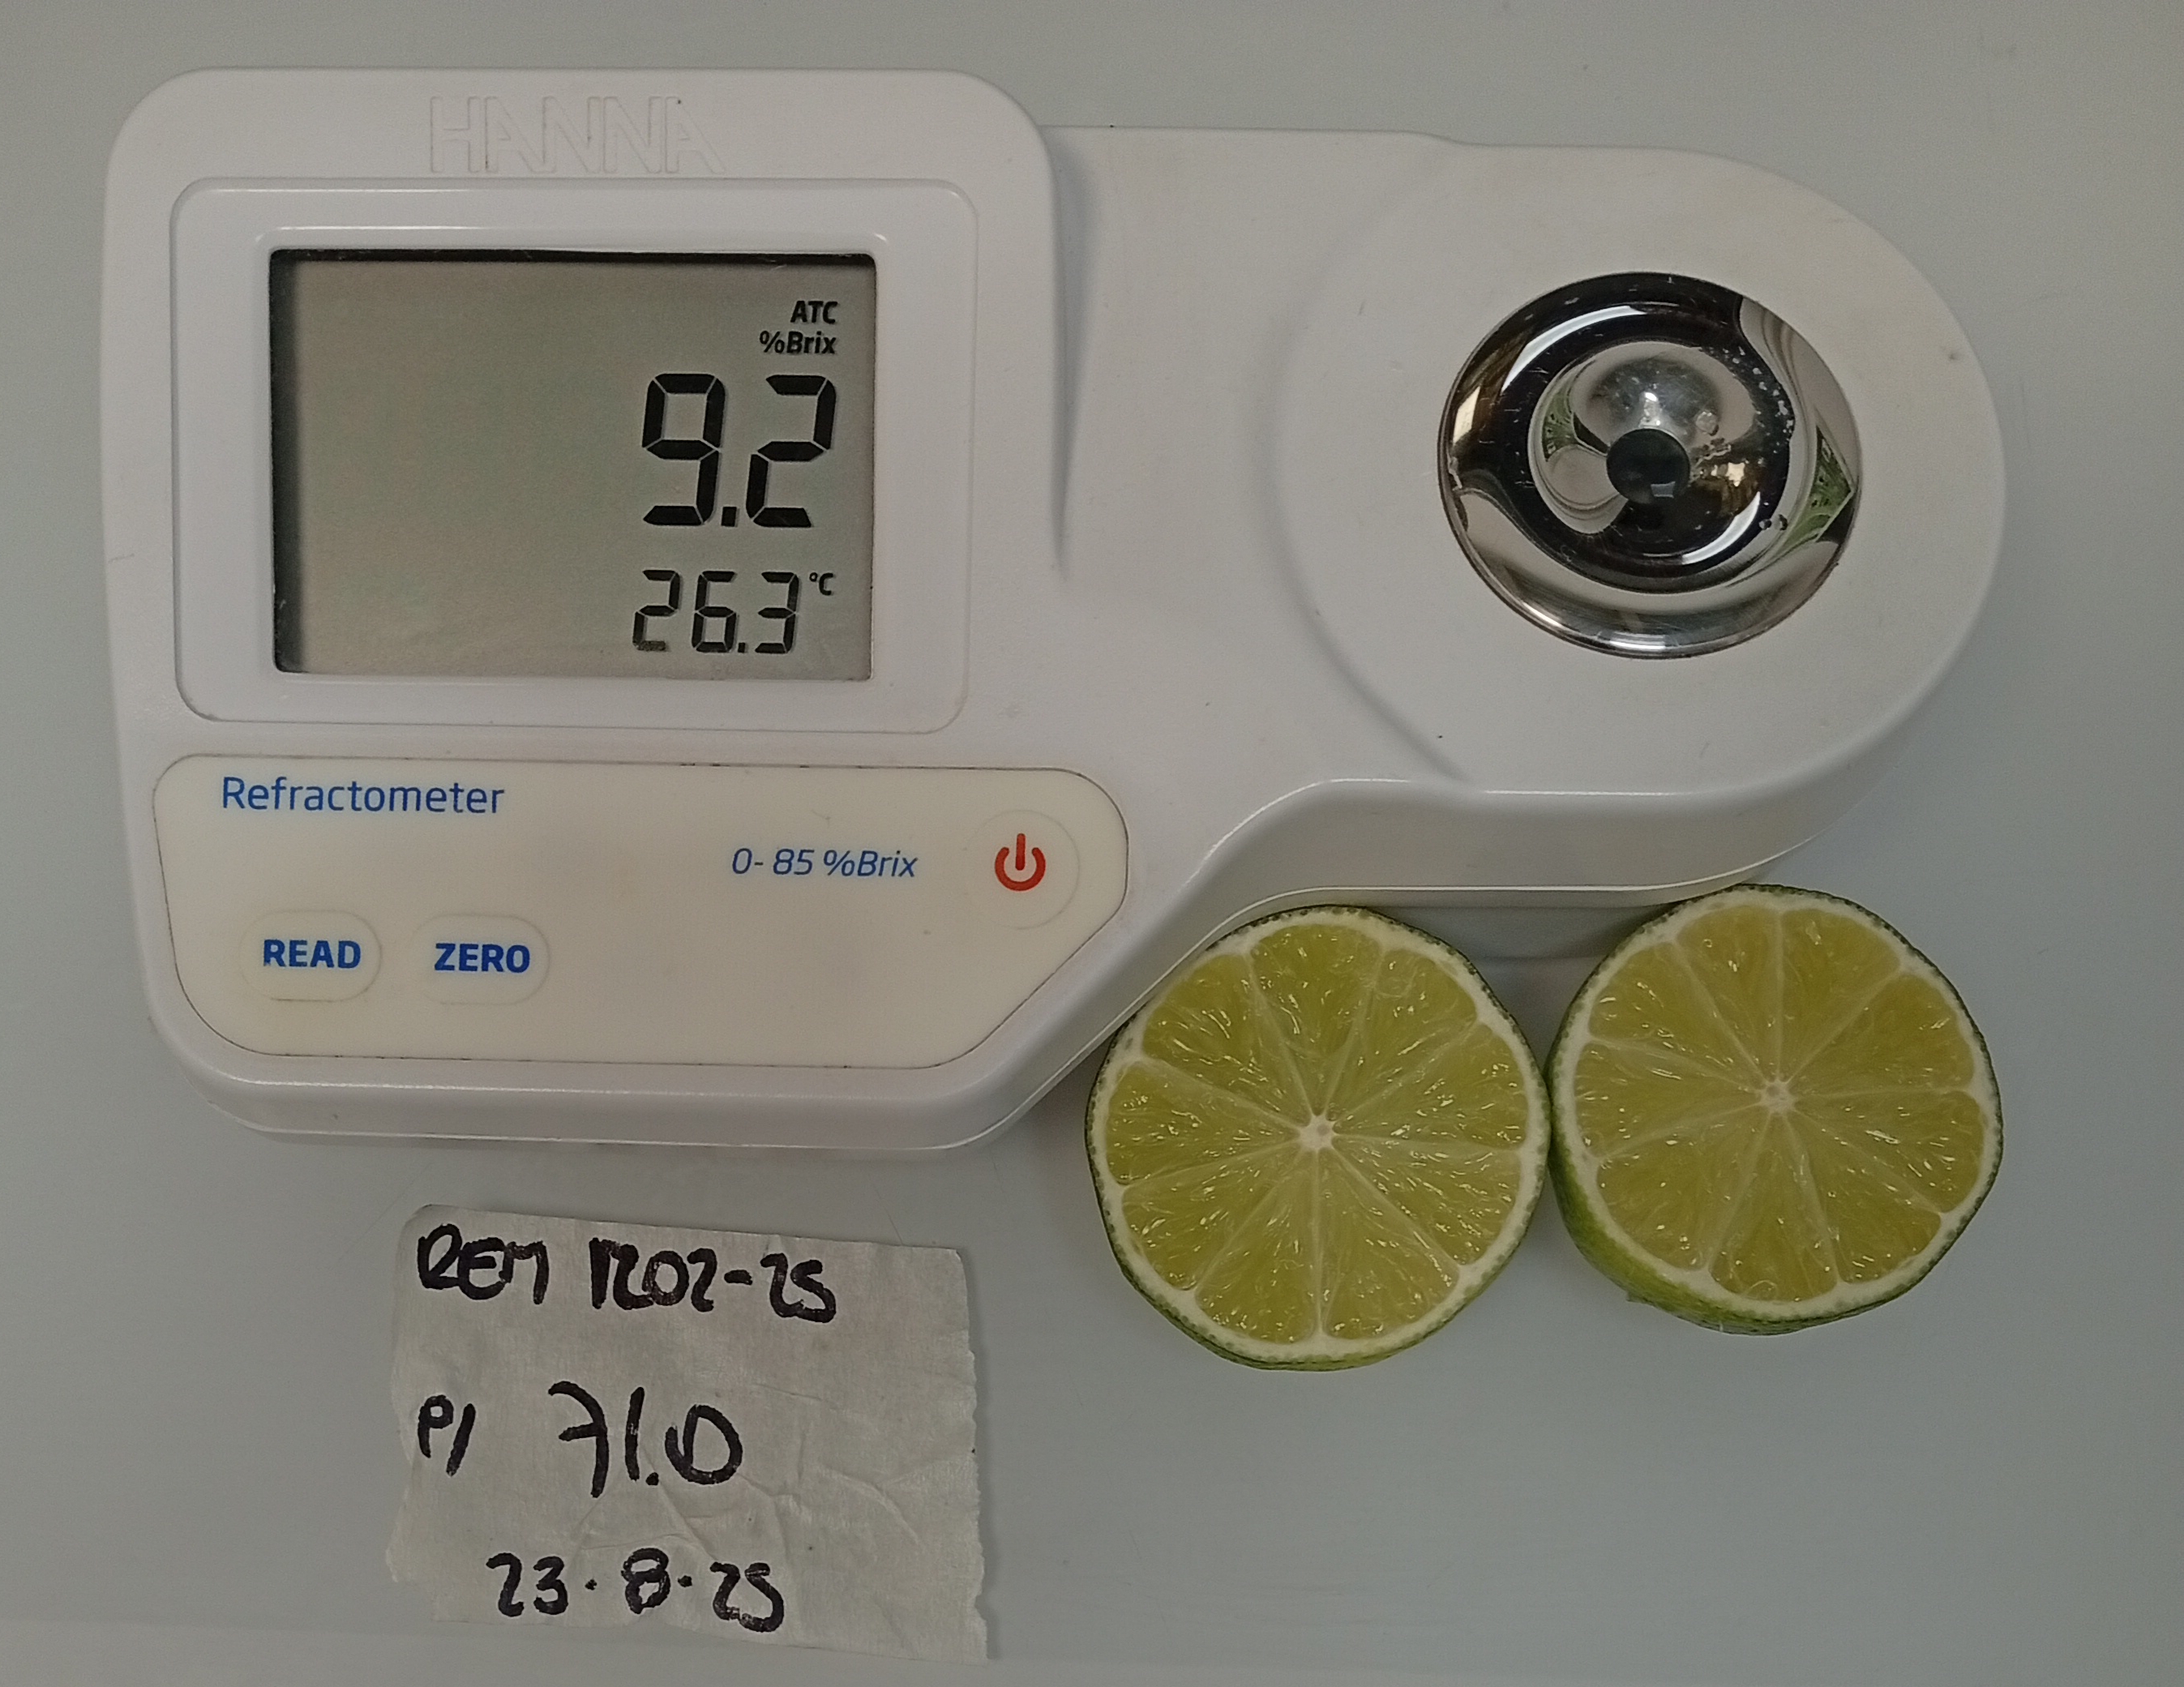 HANNA
ATC
%Brix
9.2
26.3 °C
Refractometer
0- 85 %Brix
READ ZERO
REM 1202-25
P/ 71.0
23.8.25